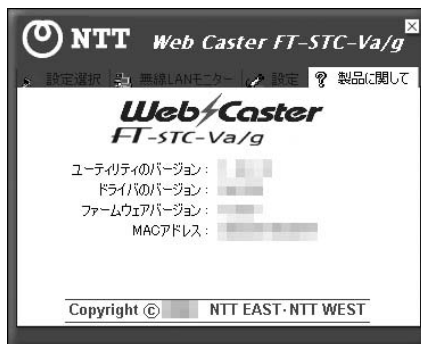 NTT Web Caster FT-STC-Va/g
設定選択 無線LANモニター 設定 ? 製品に関して
Web Caster
FT-STC-Va/g
ユーティリティのバージョン:
ドライバのバージョン:
ファームウェアバージョン:
MACアドレス:
Copyright © NTT EAST・NTT WEST